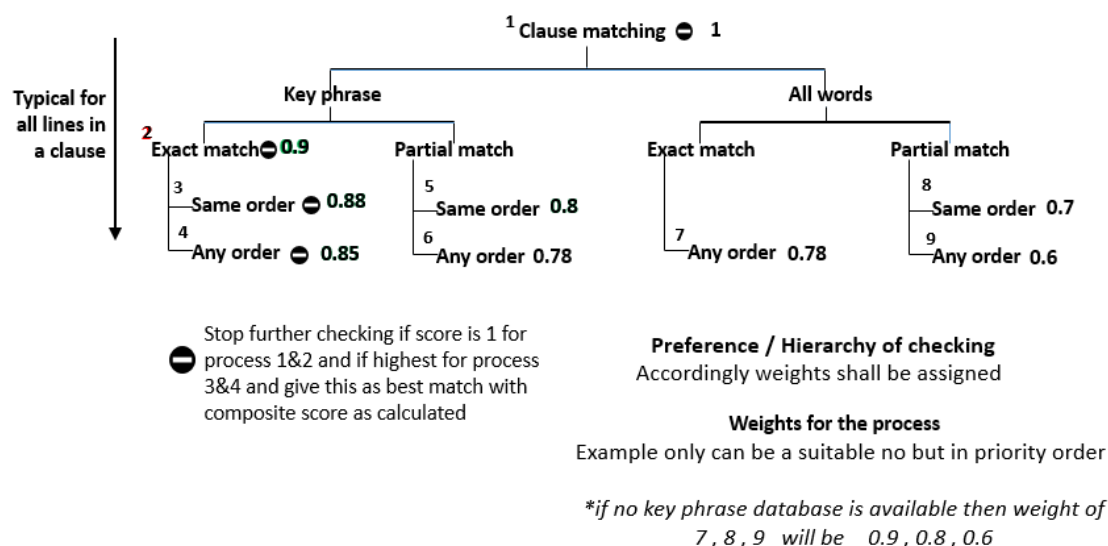 1 Clause matching 1
Typical for
all lines in
a clause
Key phrase
All words
2 Exact match 0.9
Partial match
Exact match
Partial match
3 Same order 0.88
5 Same order 0.8
8 Same order 0.7
4 Any order 0.85
6 Any order 0.78
7 Any order 0.78
9 Any order 0.6
Stop further checking if score is 1 for
process 1&2 and if highest for process
3&4 and give this as best match with
composite score as calculated
Preference / Hierarchy of checking
Accordingly weights shall be assigned
Weights for the process
Example only can be a suitable no but in priority order
*if no key phrase database is available then weight of
7 , 8 , 9 will be 0.9 , 0.8 , 0.6